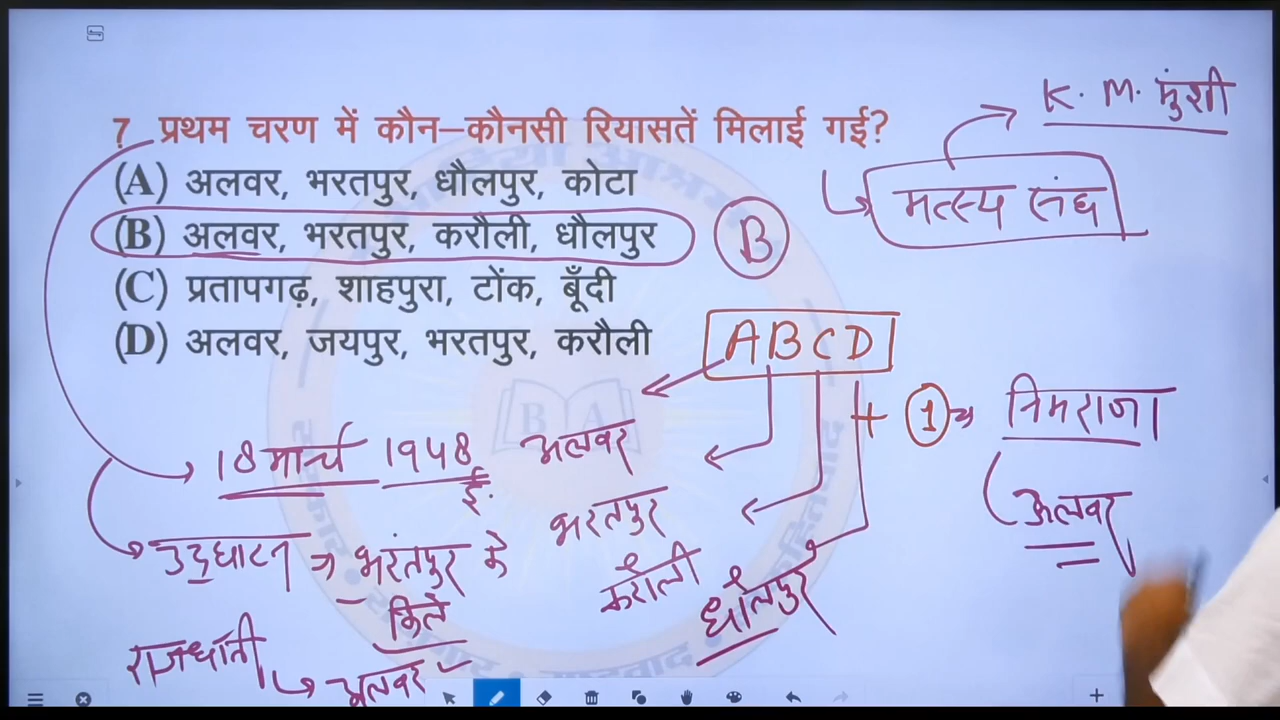 7 प्रथम चरण में कौन–कौनसी रियासतें मिलाई गई?
(A) अलवर, भरतपुर, धौलपुर, कोटा
(B) अलवर, भरतपुर, करौली, धौलपुर
(C) प्रतापगढ़, शाहपुरा, टोंक, बूँदी
(D) अलवर, जयपुर, भरतपुर, करौली
K. M. मुंशी
मत्स्य संघ
B
ABCD
+ 1
निमराजा
अलवर
18 मार्च 1948 ई.
अलवर
भरतपुर
करौली
धौलपुर
उद्घाटन → भरतपुर के
किले
राजधानी
अलवर
B A